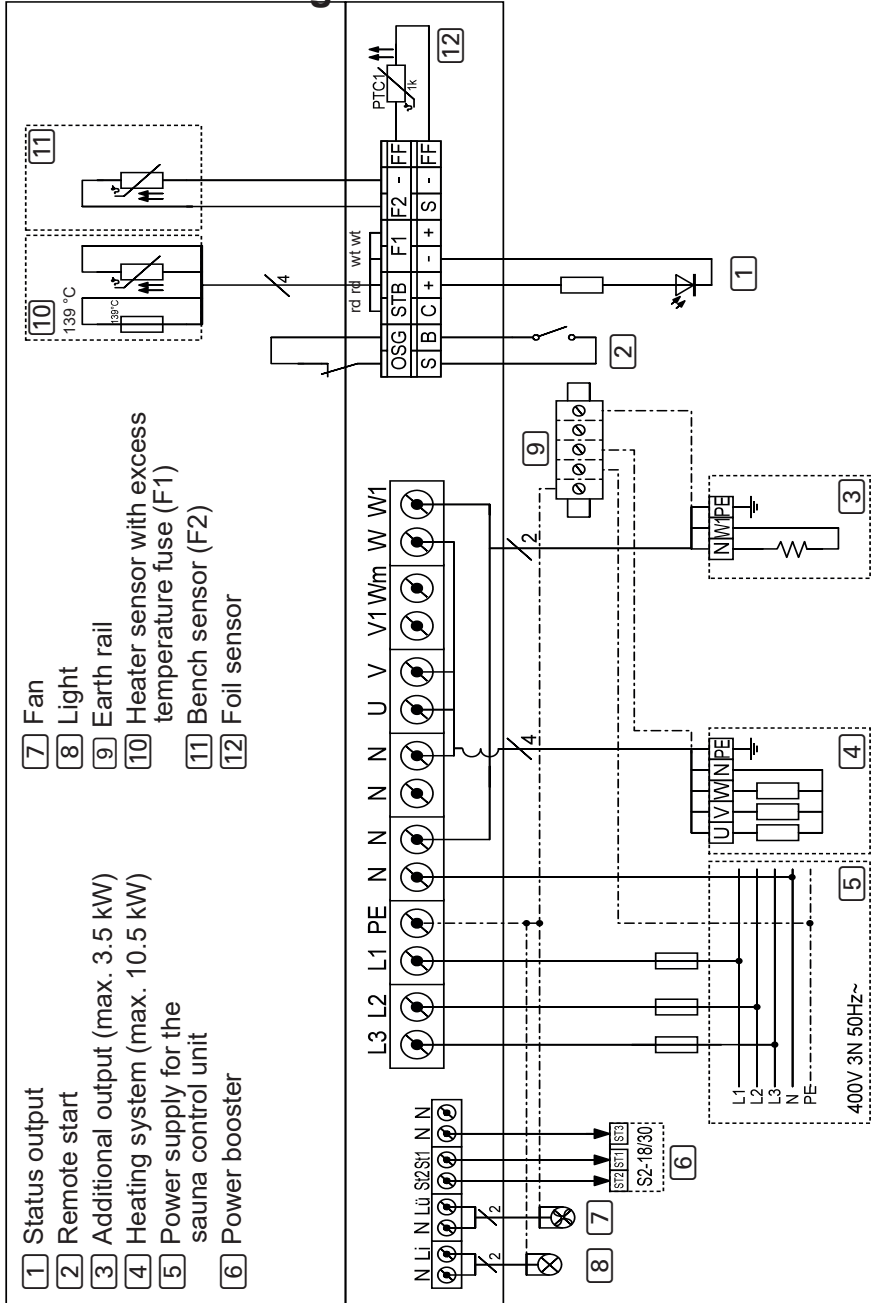 1 Status output
2 Remote start
3 Additional output (max. 3.5 kW)
4 Heating system (max. 10.5 kW)
5 Power supply for the
sauna control unit
6 Power booster
7 Fan
8 Light
9 Earth rail
10 Heater sensor with excess
temperature fuse (F1)
11 Bench sensor (F2)
12 Foil sensor
10
139 °C
139°C
11
4
PTC1
1k
12
rd rd wt wt
OSG STB F1 F2 - FF
S B C + - + S - FF
2
1
N Li N Lü St2 St1 N N
L3 L2 L1 PE N N N N U V V1 Wm W W1
2
2
4
2
9
8
7
ST2 ST1 ST3
S2-18/30
6
L1
L2
L3
N
PE
400V 3N 50Hz~
5
U V W N PE
4
N W1 PE
3